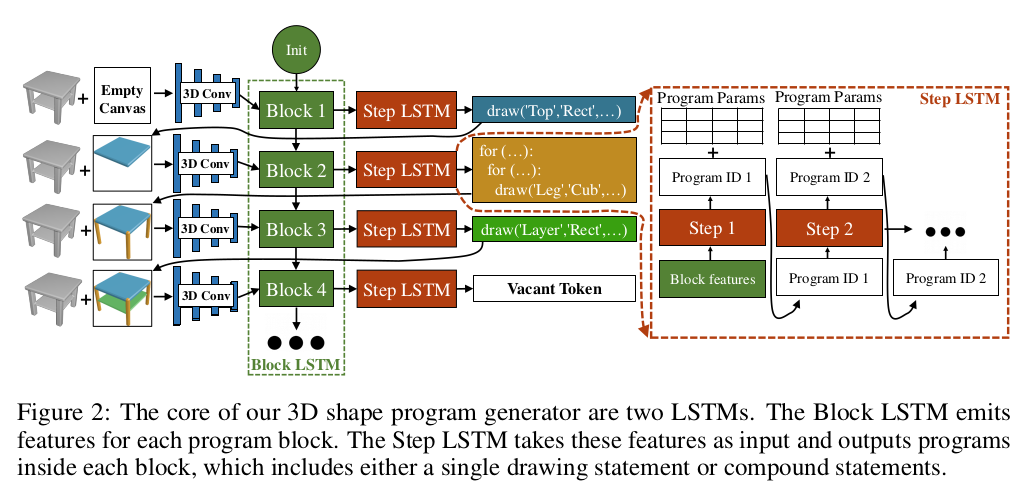 Init
Empty
Canvas
3D Conv
Block 1
Step LSTM
draw('Top','Rect',...)
3D Conv
Block 2
Step LSTM
for (...):
for (...):
draw('Leg','Cub',...)
3D Conv
Block 3
Step LSTM
draw('Layer','Rect',...)
3D Conv
Block 4
Step LSTM
Vacant Token
Block LSTM
Program Params Program Params
Step LSTM
Program ID 1
Program ID 2
Step 1
Step 2
Block features
Program ID 1
Program ID 2
Figure 2: The core of our 3D shape program generator are two LSTMs. The Block LSTM emits
features for each program block. The Step LSTM takes these features as input and outputs programs
inside each block, which includes either a single drawing statement or compound statements.